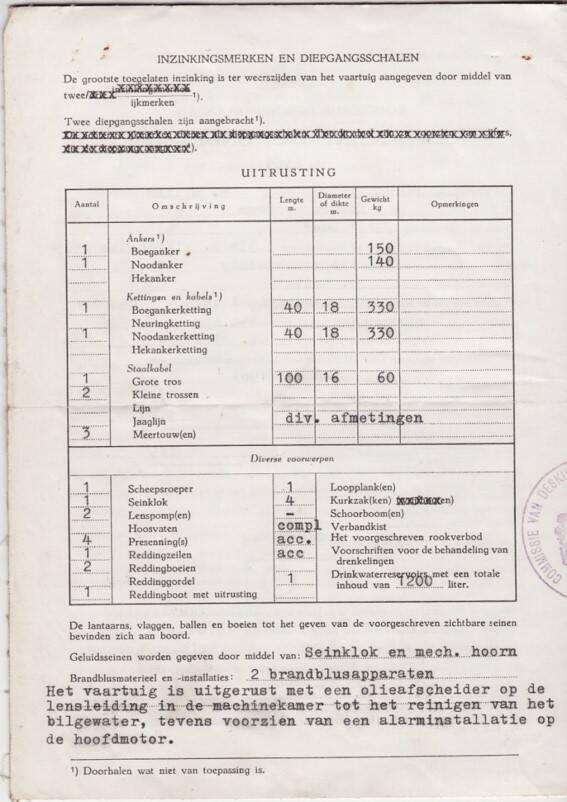 INZINKINGSMERKEN EN DIEPGANGSSCHALEN
De grootste toegelaten inzinking is ter weerszijden van het vaartuig aangegeven door middel van
twee/ inzinkingsmerken ¹).
ijkmerken
Twee diepgangsschalen zijn aangebracht¹).
UITRUSTING
Aantal Omschrijving Lengte m. Diameter of dikte m. Gewicht kg Opmerkingen
Ankers¹)
1 Boeganker 150
1 Noodanker 140
Hekanker
Kettingen en kabels¹)
1 Boegankerketting 40 18 330
Neuringketting
1 Noodankerketting 40 18 330
Hekankerketting
Staalkabel
1 Grote tros 100 16 60
2 Kleine trossen
Lijn
Jaaglijn div. afmetingen
3 Meertouw(en)
Diverse voorwerpen
1 Scheepsroeper 1 Loopplank(en)
1 Seinklok 4 Kurkzak(ken)
2 Lenspomp(en) - Schoorboom(en)
Hoosvaten compl Verbandkist
4 Presenning(s) acc. Het voorgeschreven rookverbod
1 Reddingzeilen acc Voorschriften voor de behandeling van
drenkelingen
2 Reddingboeien
Reddinggordel 1 Drinkwaterreservoirs met een totale
1 Reddingboot met uitrusting inhoud van 1200 liter.
De lantaarns, vlaggen, ballen en boeien tot het geven van de voorgeschreven zichtbare seinen
bevinden zich aan boord.
Geluidsseinen worden gegeven door middel van: Seinklok en mech. hoorn
Brandblusmaterieel en -installaties: 2 brandblusapparaten
Het vaartuig is uitgerust met een olieafscheider op de
lensleiding in de machinekamer tot het reinigen van het
bilgewater, tevens voorzien van een alarminstallatie op
de hoofdmotor.
¹) Doorhalen wat niet van toepassing is.
COMMISSIE VAN DESK